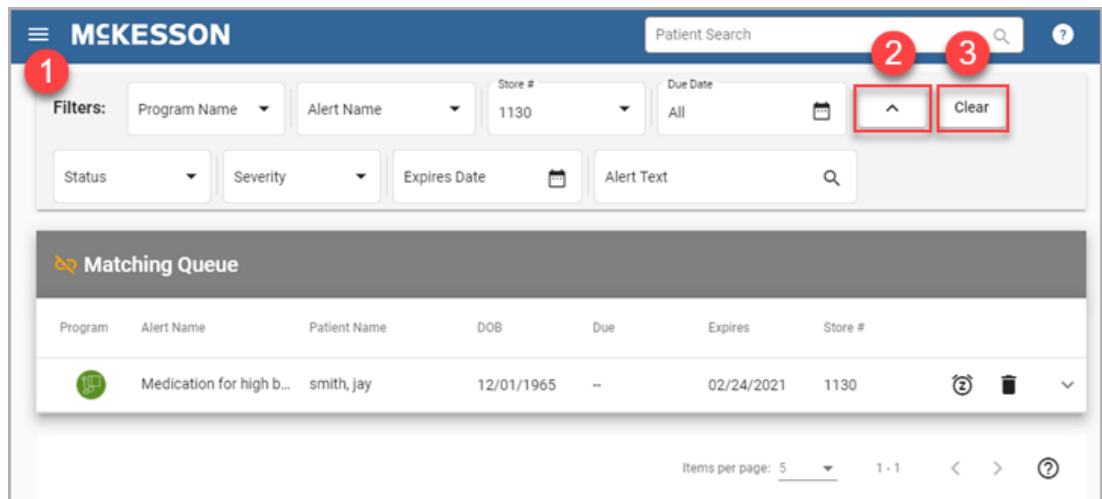 MCKESSON Patient Search ?
1 2 3
Filters: Program Name Alert Name Store # 1130 Due Date All Clear
Status Severity Expires Date Alert Text
Matching Queue
Program Alert Name Patient Name DOB Due Expires Store #
Medication for high b... smith, jay 12/01/1965 -- 02/24/2021 1130
Items per page: 5 1 - 1 ?